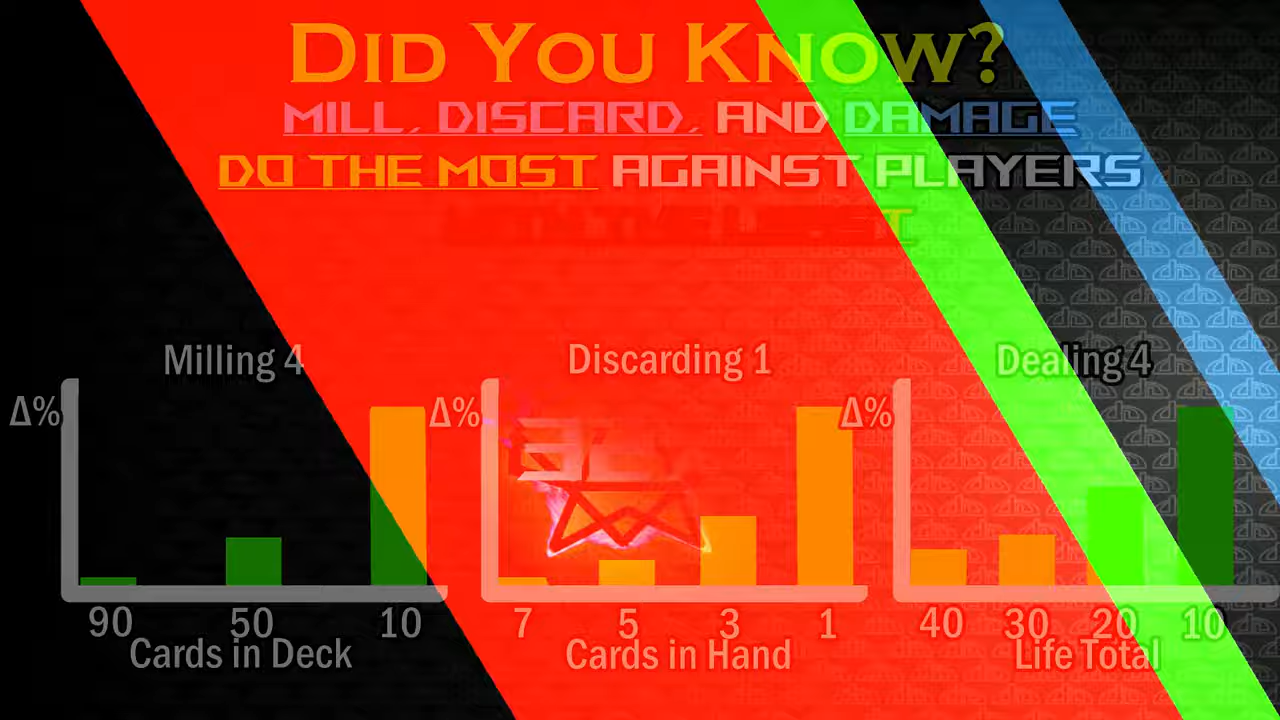 DID YOU KNOW?
MILL, DISCARD, AND DAMAGE
DO THE MOST AGAINST PLAYERS
Milling 4
Discarding 1
Dealing 4
Δ%
Δ%
Δ%
90 50 10
7 5 3 1
40 30 20 10
Cards in Deck
Cards in Hand
Life Total